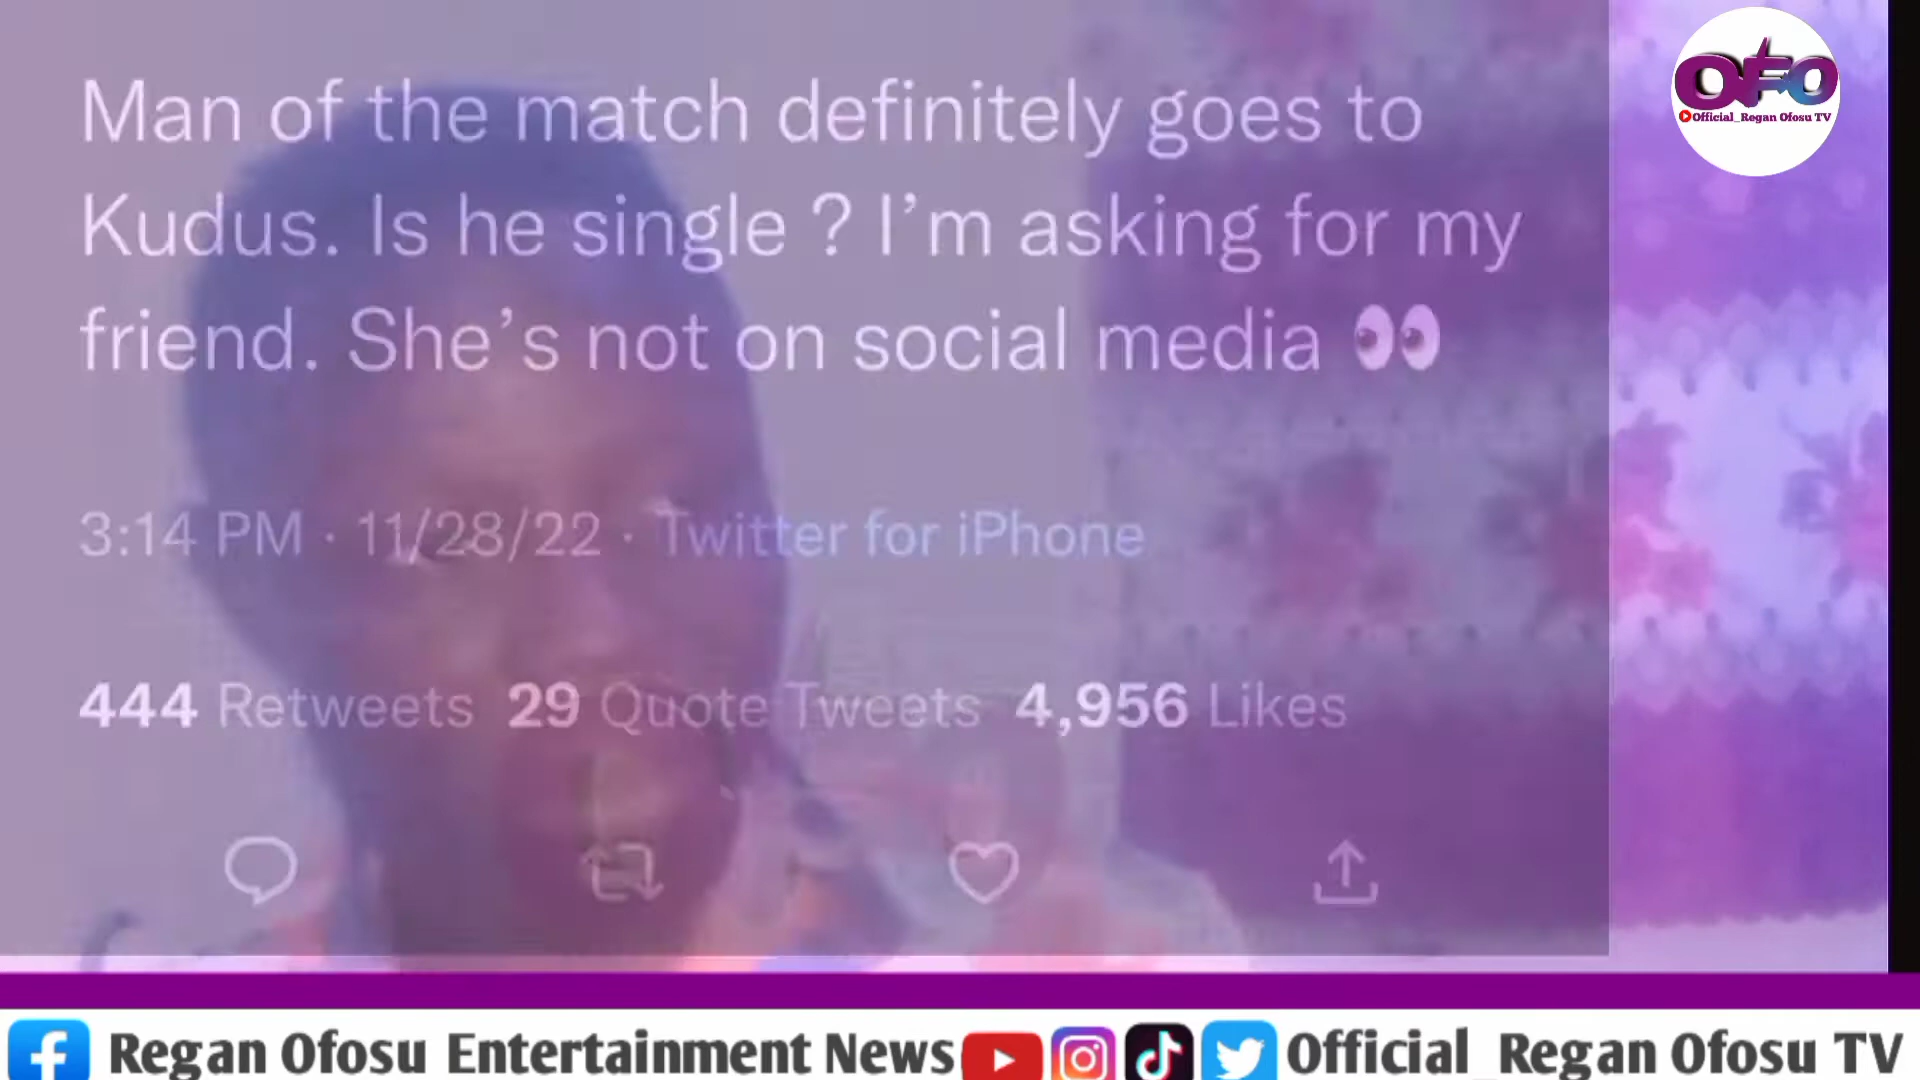 Man of the match definitely goes to
Kudus. Is he single ? I’m asking for my
friend. She’s not on social media 👀
3:14 PM · 11/28/22 · Twitter for iPhone
444 Retweets 29 Quote Tweets 4,956 Likes
OFO
Official_Regan Ofosu TV
Regan Ofosu Entertainment News Official_Regan Ofosu TV